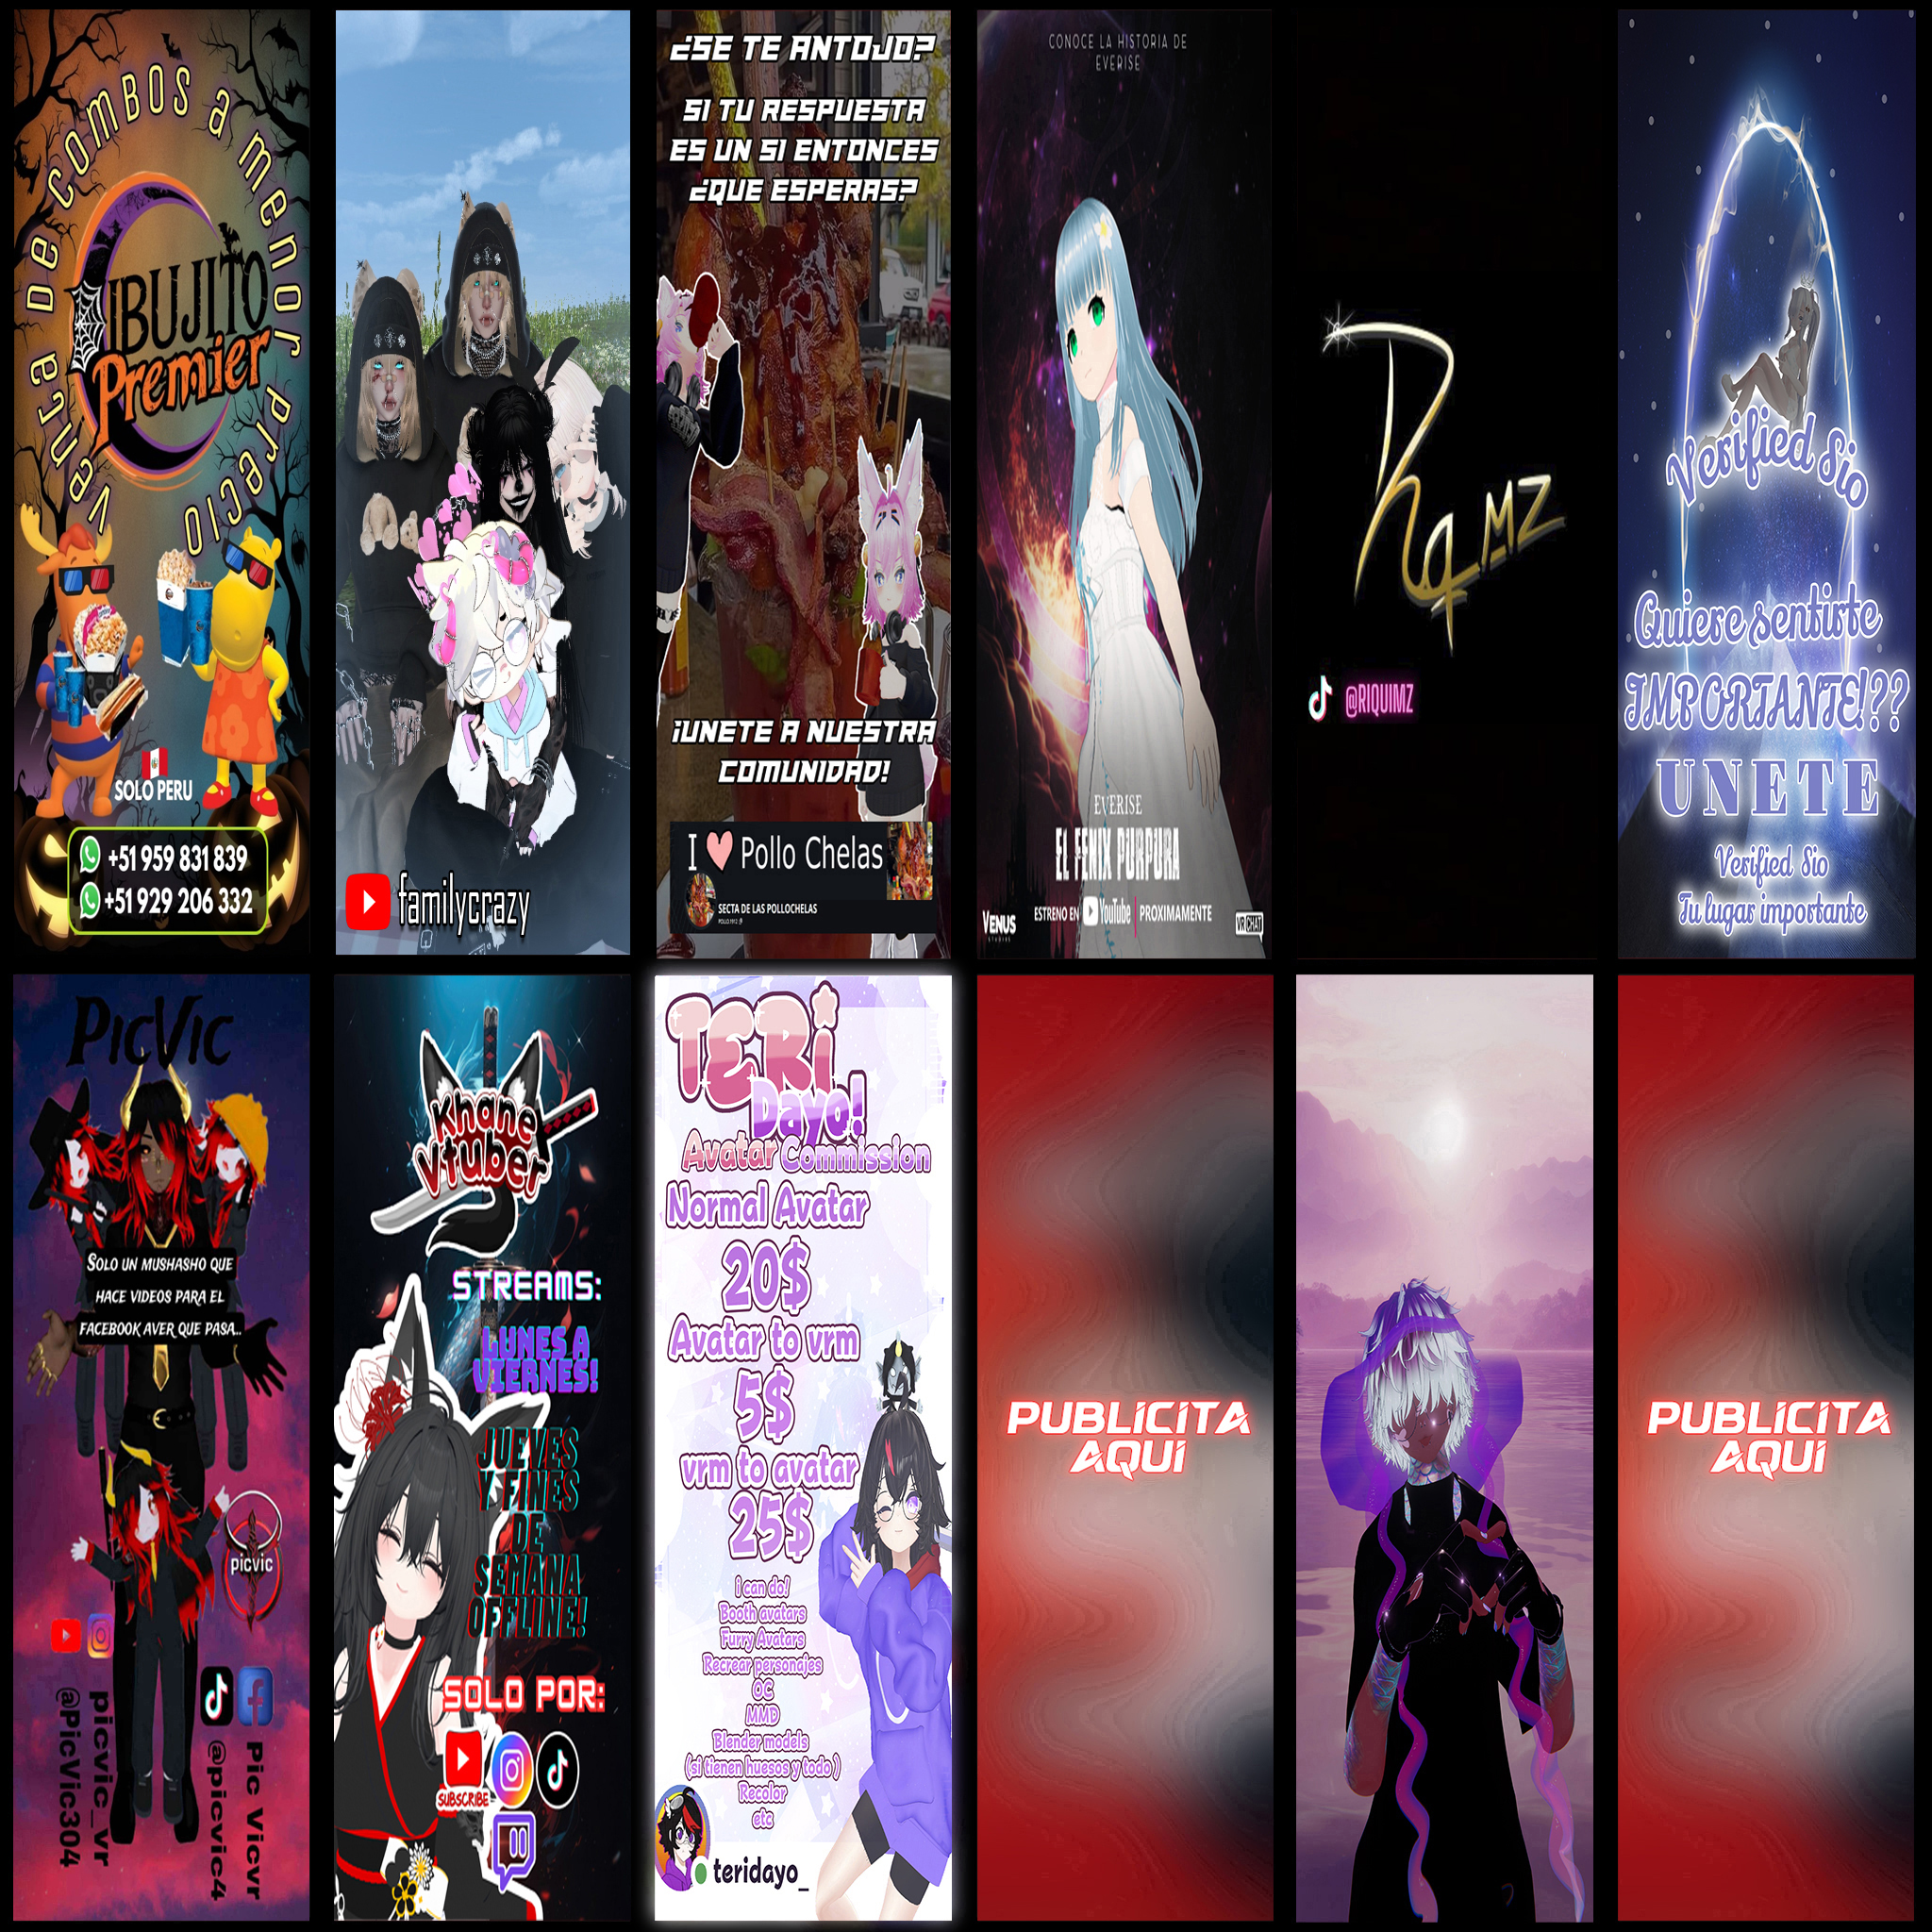 venta de combos a menor precio
DIBUJITO
Premier
SOLO PERU
+51 959 831 839
+51 929 206 332
familycrazy
¿SE TE ANTOJO?
SI TU RESPUESTA
ES UN SI ENTONCES
¿QUE ESPERAS?
¡UNETE A NUESTRA
COMUNIDAD!
I ❤ Pollo Chelas
SECTA DE LAS POLLOCHELAS
CONOCE LA HISTORIA DE
EVERISE
EVERISE
EL FENIX PURPURA
VENUS
STUDIOS
ESTRENO EN YouTube | PROXIMAMENTE
VRCHAT
MZ
@RIQUIMZ
Verified Sio
Quiere sentirte
IMPORTANTE!??
UNETE
Verified Sio
Tu lugar importante
PicVic
SOLO UN MUSHASHO QUE
HACE VIDEOS PARA EL
FACEBOOK AVER QUE PASA...
picvic
picvic_vr
@PicVic304
Pic Vicvr
@picvic4
Khane
Vtuber
STREAMS:
LUNES A
VIERNES!
JUEVES
Y FINES
DE
SEMANA
OFFLINE!
SOLO POR:
SUBSCRIBE
TERi
Dayo!
Avatar Commission
Normal Avatar
20$
Avatar to vrm
5$
vrm to avatar
25$
i can do!
Booth avatars
Furry Avatars
Recrear personajes
OC
MMD
Blender models
(si tienen huesos y todo )
Recolor
etc
teridayo_
PUBLICITA
AQUI
PUBLICITA
AQUI